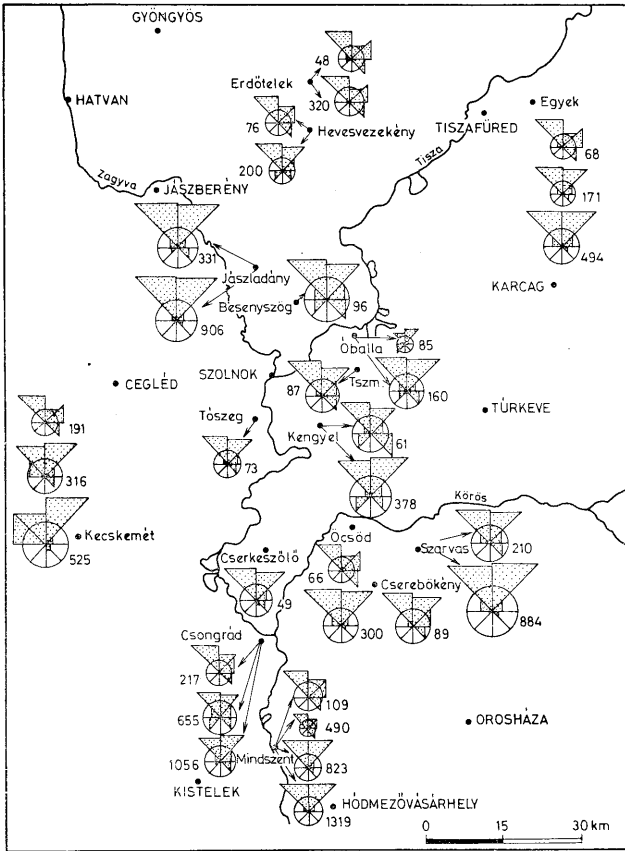 GYÖNGYÖS
48
Erdőtelek
HATVAN
320
Egyek
76
TISZAFÜRED
Hevesvezekény
Tisza
68
200
Zagyva
JÁSZBERÉNY
171
331
494
Jászladány
KARCAG
Besenyszög
96
906
Óballa
85
SZOLNOK
CEGLÉD
87
Tszm.
160
TÚRKEVE
191
Tószeg
Kengyel
61
73
316
378
Körös
Kecskemét
Öcsöd
525
Szarvas
210
Cserkeszőlő
66
Cserebökény
49
300
89
884
Csongrád
217
109
655
490
OROSHÁZA
1056
Mindszent
823
KISTELEK
HÓDMEZŐVÁSÁRHELY
1319
0 15 30 km